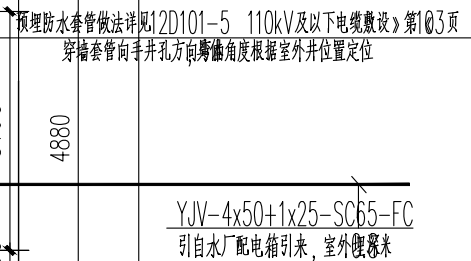 预埋防水套管做法详见12D101-5 110kV及以下电缆敷设》第103页
穿墙套管向手井孔方向弯曲角度根据室外井位置定位
4880
YJV-4x50+1x25-SC65-FC
引自水厂配电箱引来，室外埋深米